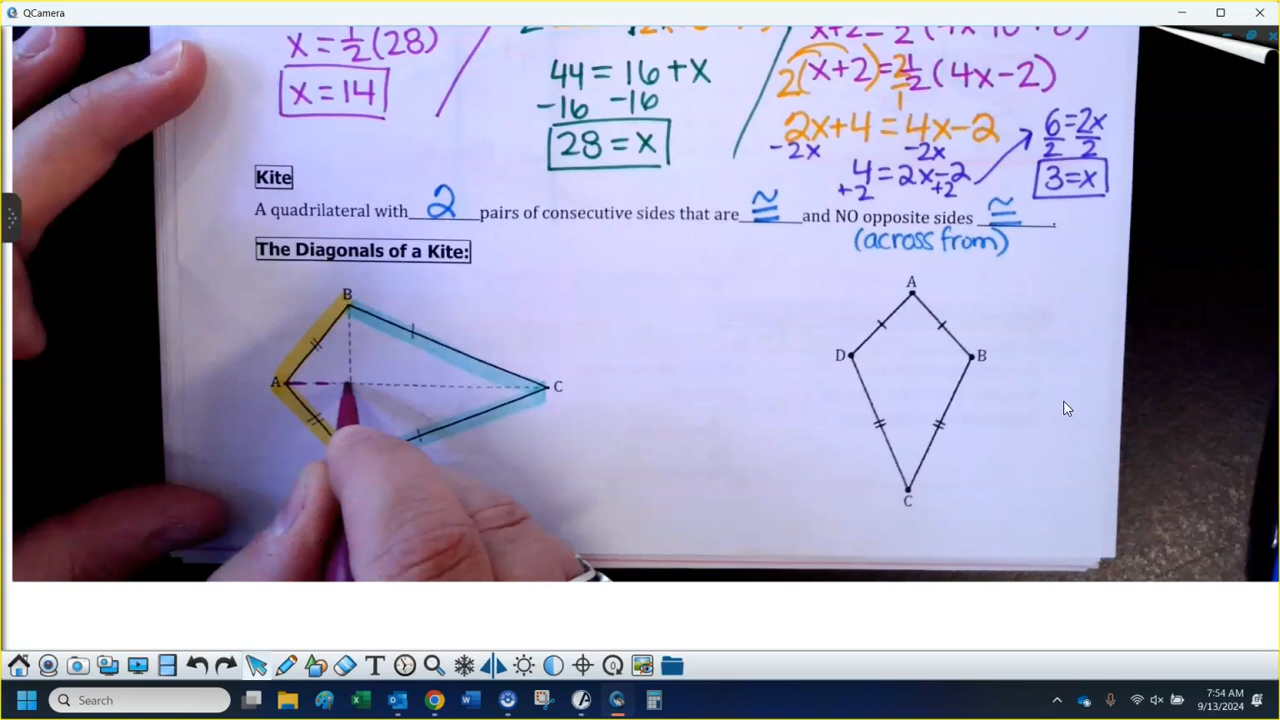 QCamera
x = 1/2 (28)
x = 14
44 = 16 + x
-16 -16
28 = x
2(x+2) = 2/1 1/2 (4x-2)
2x+4 = 4x-2
-2x -2x
4 = 2x-2
+2 +2
6 = 2x
2 2
3 = x
Kite
A quadrilateral with 2 pairs of consecutive sides that are ≅ and NO opposite sides ≅.
(across from)
The Diagonals of a Kite:
B
A
C
A
D
B
C
Search
7:54 AM
9/13/2024